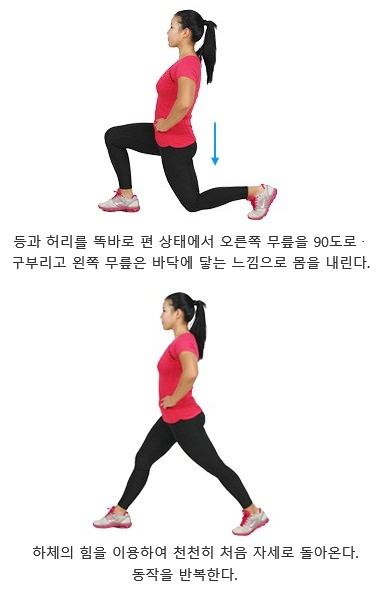 등과 허리를 똑바로 편 상태에서 오른쪽 무릎을 90도로 ·
구부리고 왼쪽 무릎은 바닥에 닿는 느낌으로 몸을 내린다.
하체의 힘을 이용하여 천천히 처음 자세로 돌아온다.
동작을 반복한다.